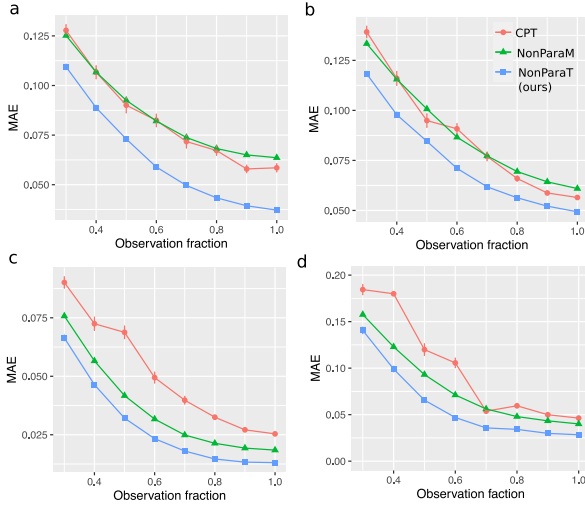 a
MAE
0.125
0.100
0.075
0.050
0.4
0.6
0.8
1.0
Observation fraction
b
MAE
0.125
0.100
0.075
0.050
0.4
0.6
0.8
1.0
Observation fraction
CPT
NonParaM
NonParaT
(ours)
c
MAE
0.075
0.050
0.025
0.4
0.6
0.8
1.0
Observation fraction
d
MAE
0.20
0.15
0.10
0.05
0.00
0.4
0.6
0.8
1.0
Observation faction